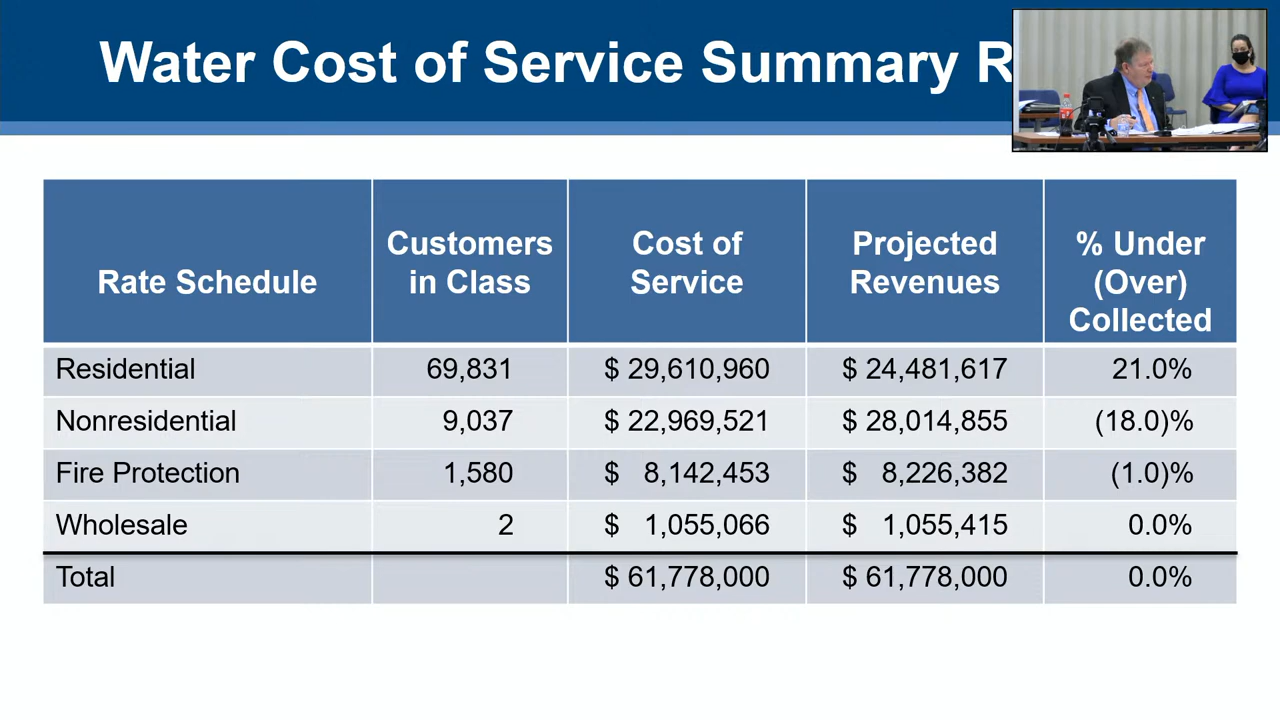 Water Cost of Service Summary R
Rate Schedule Customers in Class Cost of Service Projected Revenues % Under (Over) Collected
Residential 69,831 $ 29,610,960 $ 24,481,617 21.0%
Nonresidential 9,037 $ 22,969,521 $ 28,014,855 (18.0)%
Fire Protection 1,580 $ 8,142,453 $ 8,226,382 (1.0)%
Wholesale 2 $ 1,055,066 $ 1,055,415 0.0%
Total $ 61,778,000 $ 61,778,000 0.0%